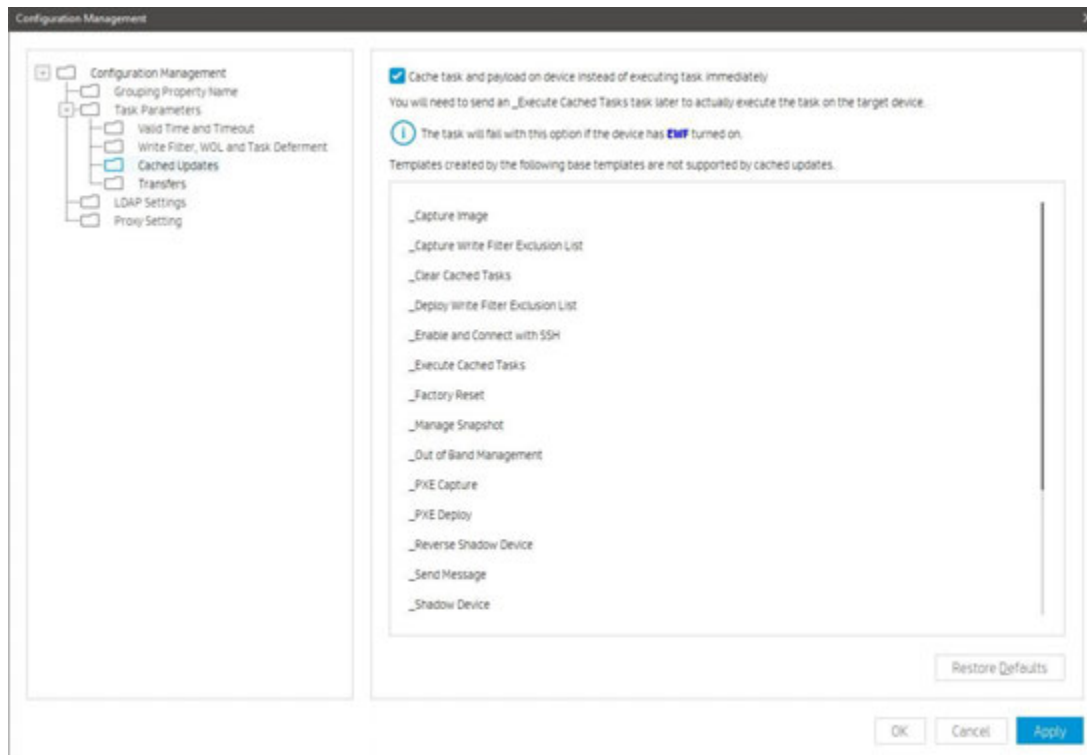 Configuration Management
Configuration Management
Grouping Property Name
Task Parameters
Valid Time and Timeout
Write Filter, WOL and Task Deferment
Cached Updates
Transfers
LDAP Settings
Proxy Setting
Cache task and payload on device instead of executing task immediately
You will need to send an _Execute Cached Tasks task later to actually execute the task on the target device.
The task will fail with this option if the device has EWF turned on.
Templates created by the following base templates are not supported by cached updates.
_Capture Image
_Capture Write Filter Exclusion List
_Clear Cached Tasks
_Deploy Write Filter Exclusion List
_Enable and Connect with SSH
_Execute Cached Tasks
_Factory Reset
_Manage Snapshot
_Out of Band Management
_PXE Capture
_PXE Deploy
_Reverse Shadow Device
_Send Message
_Shadow Device
Restore Defaults
OK Cancel Apply